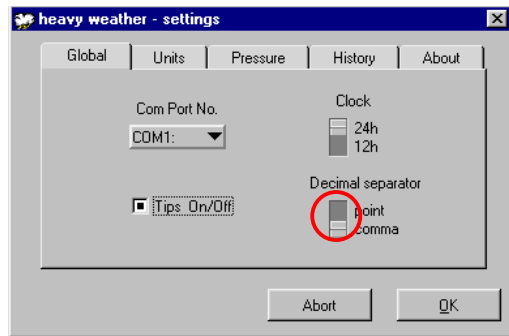 heavy weather - settings
Global Units Pressure History About
Com Port No.
COM1:
Clock
24h
12h
Tips On/Off
Decimal separator
point
comma
Abort OK